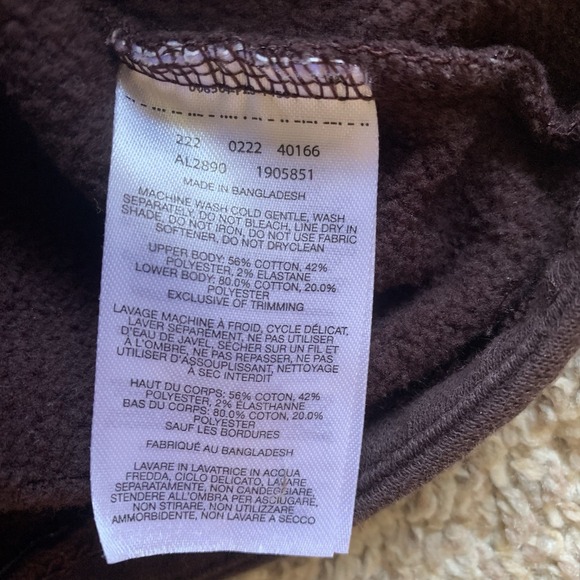 222 0222 40166
AL2890 1905851
MADE IN BANGLADESH
MACHINE WASH COLD GENTLE, WASH
SEPARATELY, DO NOT BLEACH, LINE DRY IN
SHADE, DO NOT IRON, DO NOT USE FABRIC
SOFTENER, DO NOT DRYCLEAN
UPPER BODY: 56% COTTON, 42%
POLYESTER, 2% ELASTANE
LOWER BODY: 80.0% COTTON, 20.0%
POLYESTER
EXCLUSIVE OF TRIMMING
LAVAGE MACHINE À FROID, CYCLE DÉLICAT,
LAVER SÉPARÉMENT, NE PAS UTILISER
D'EAU DE JAVEL, SÉCHER SUR UN FIL ET
À L'OMBRE, NE PAS REPASSER, NE PAS
UTILISER D'ASSOUPLISSANT, NETTOYAGE
À SEC INTERDIT
HAUT DU CORPS: 56% COTON, 42%
POLYESTER, 2% ÉLASTHANNE
BAS DU CORPS: 80.0% COTON, 20.0%
POLYESTER
SAUF LES BORDURES
FABRIQUÉ AU BANGLADESH
LAVARE IN LAVATRICE IN ACQUA
FREDDA, CICLO DELICATO, LAVARE
SEPARATAMENTE, NON CANDEGGIARE,
STENDERE ALL'OMBRA PER ASCIUGARE,
NON STIRARE, NON UTILIZZARE
AMMORBIDENTE, NON LAVARE A SECCO